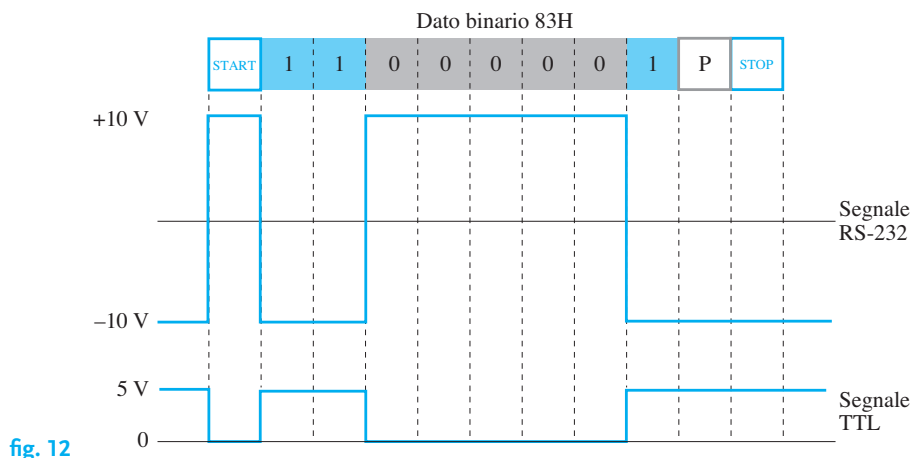 Dato binario 83H
START 1 1 0 0 0 0 0 1 P STOP
+10 V
Segnale
RS-232
–10 V
5 V
Segnale
TTL
0
fig. 12